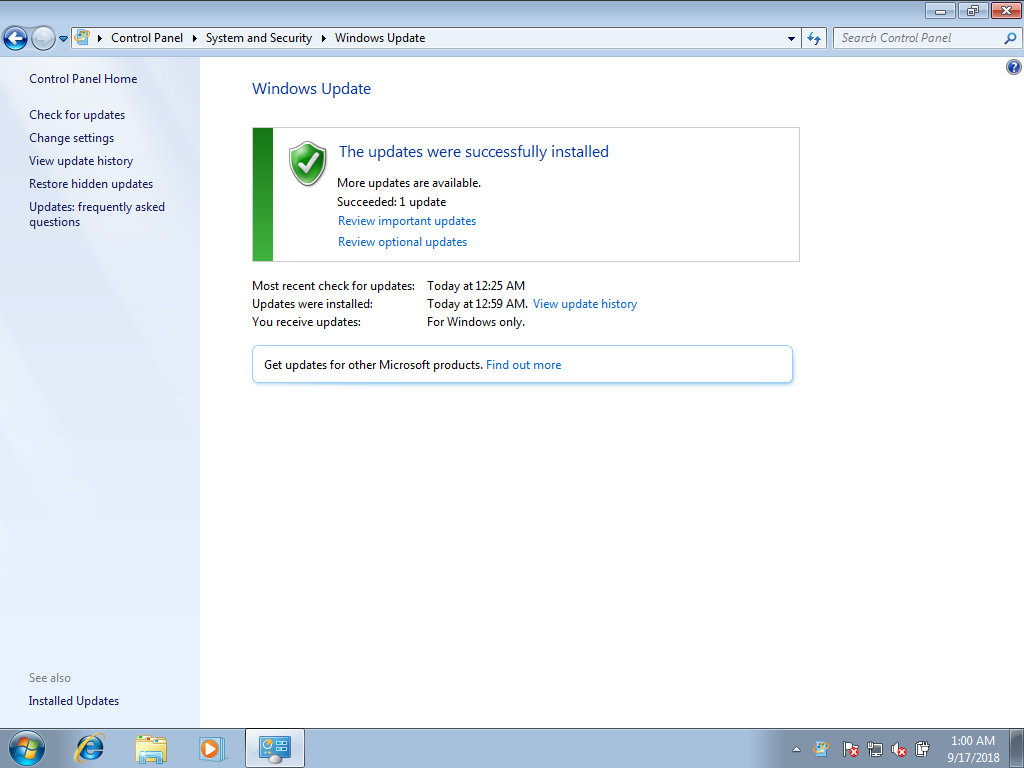 Control Panel
System and Security
Windows Update
Search Control Panel
Control Panel Home
Check for updates
Change settings
View update history
Restore hidden updates
Updates: frequently asked
questions
Windows Update
The updates were successfully installed
More updates are available.
Succeeded: 1 update
Review important updates
Review optional updates
Most recent check for updates: Today at 12:25 AM
Updates were installed: Today at 12:59 AM. View update history
You receive updates: For Windows only.
Get updates for other Microsoft products. Find out more
See also
Installed Updates
1:00 AM
9/17/2018